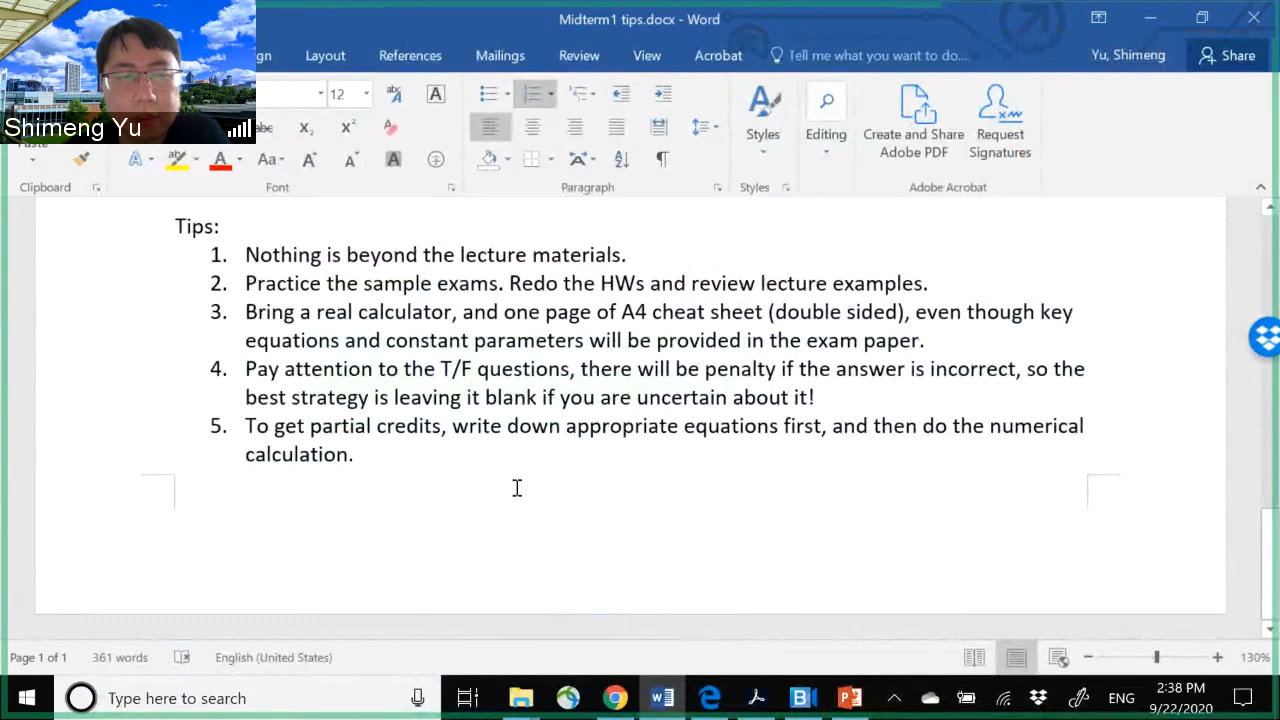 Midterm1 tips.docx - Word
gn Layout References Mailings Review View Acrobat Tell me what you want to do... Yu, Shimeng Share
Shimeng Yu
12
Aa
Styles Editing Create and Share Adobe PDF Request Signatures
Clipboard Font Paragraph Styles Adobe Acrobat
Tips:
1. Nothing is beyond the lecture materials.
2. Practice the sample exams. Redo the HWs and review lecture examples.
3. Bring a real calculator, and one page of A4 cheat sheet (double sided), even though key
equations and constant parameters will be provided in the exam paper.
4. Pay attention to the T/F questions, there will be penalty if the answer is incorrect, so the
best strategy is leaving it blank if you are uncertain about it!
5. To get partial credits, write down appropriate equations first, and then do the numerical
calculation.
Page 1 of 1 361 words English (United States) 130%
Type here to search ENG 2:38 PM
9/22/2020